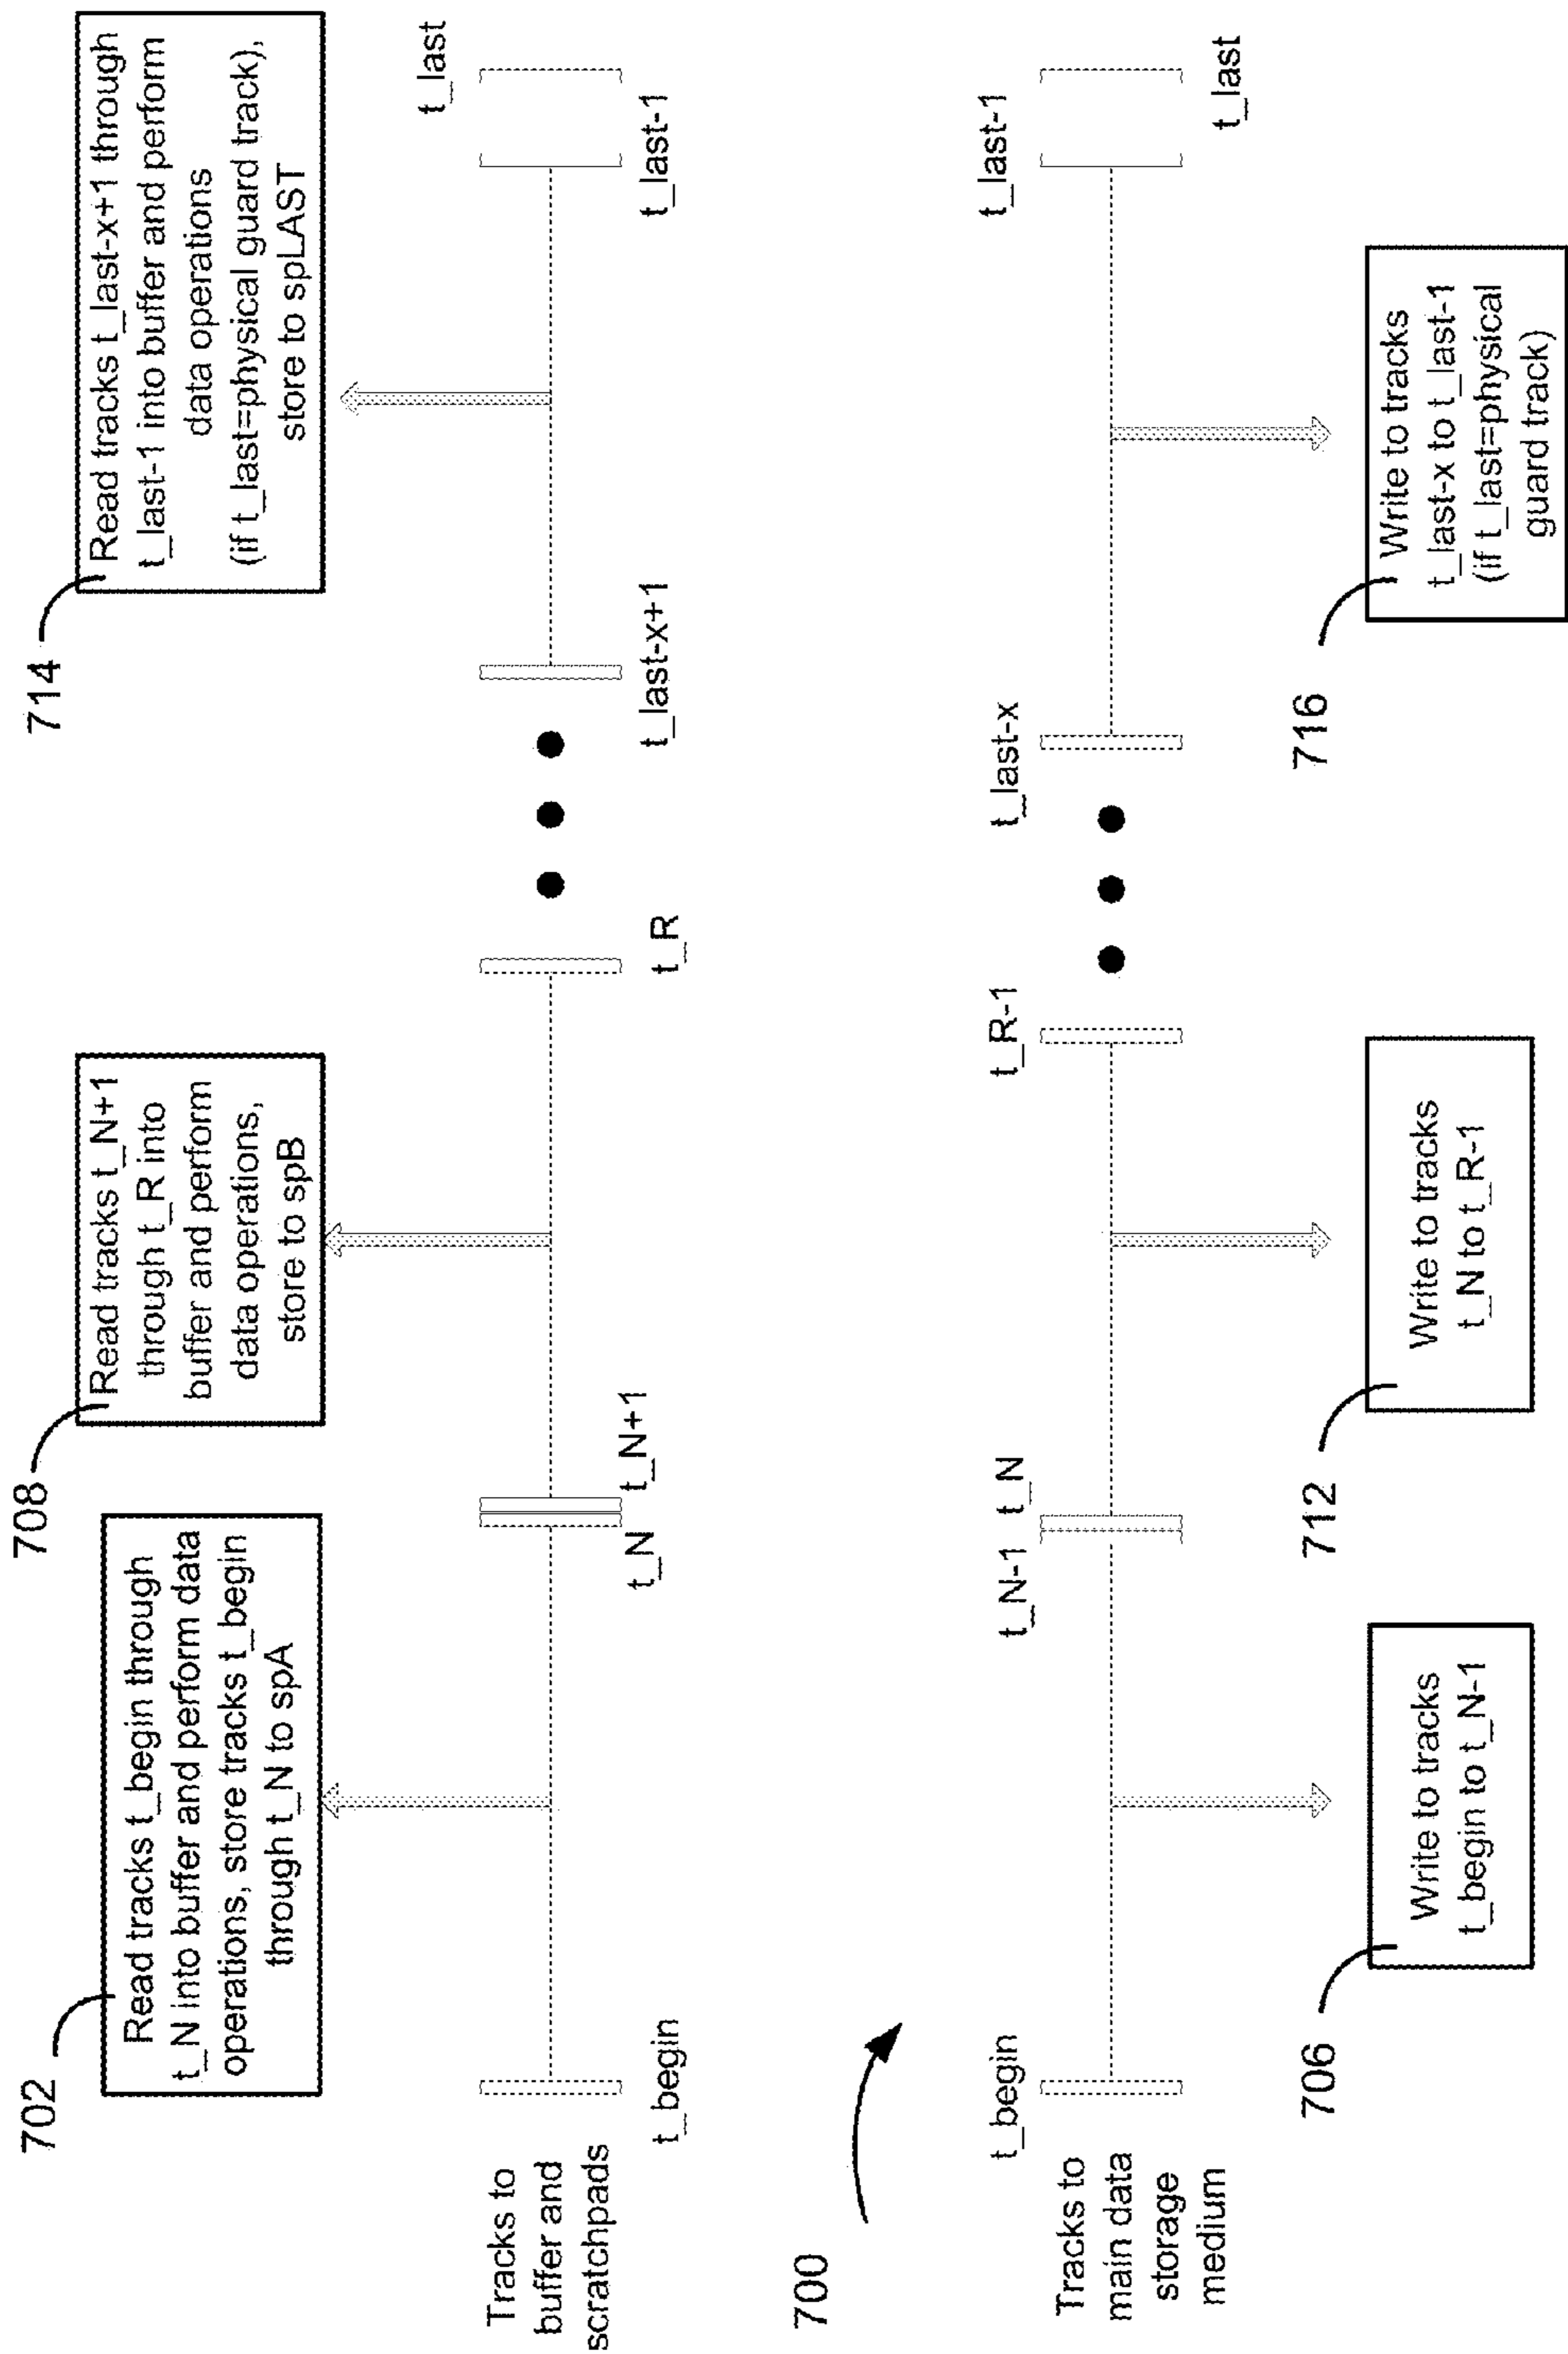 702
Read tracks t_begin through
t_N into buffer and perform data
operations, store tracks t_begin
through t_N to spA
708
Read tracks t_N+1
through t_R into
buffer and perform
data operations,
store to spB
714
Read tracks t_last-x+1 through
t_last-1 into buffer and perform
data operations
(if t_last=physical guard track),
store to spLAST
Tracks to
buffer and
scratchpads
t_begin
t_N
t_N+1
t_R
t_last-x+1
t_last-1
t_last
700
Tracks to
main data
storage
medium
t_begin
t_N-1
t_N
t_R-1
t_last-x
t_last-1
t_last
706
Write to tracks
t_begin to t_N-1
712
Write to tracks
t_N to t_R-1
716
Write to tracks
t_last-x to t_last-1
(if t_last=physical
guard track)